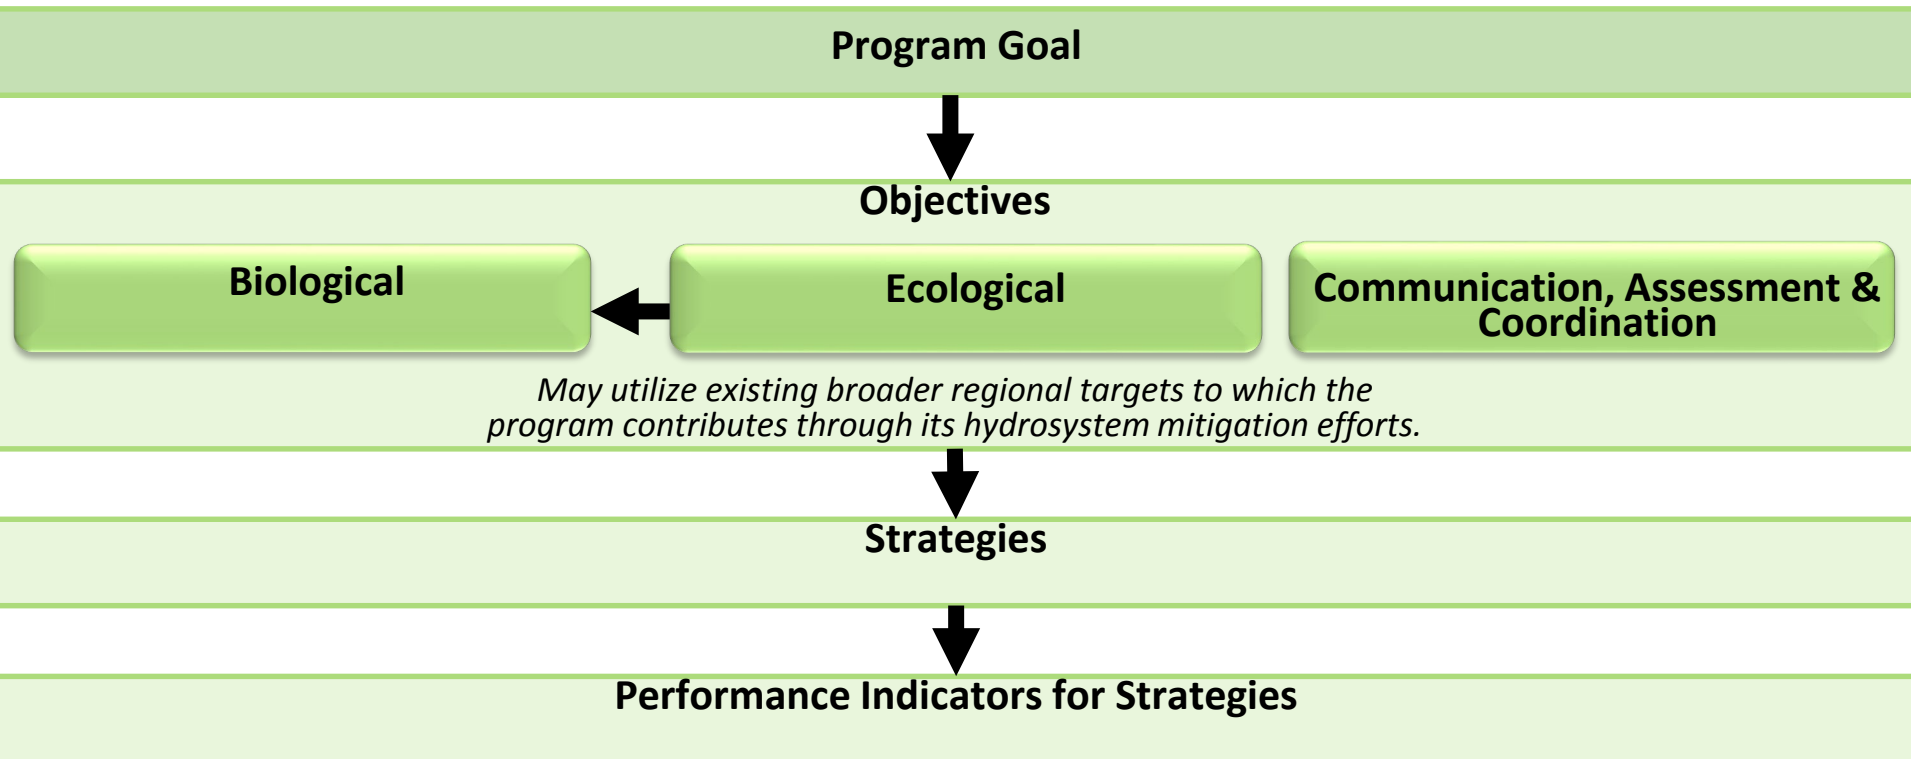 Program Goal
Objectives
Biological
Ecological
Communication, Assessment &
Coordination
May utilize existing broader regional targets to which the
program contributes through its hydrosystem mitigation efforts.
Strategies
Performance Indicators for Strategies